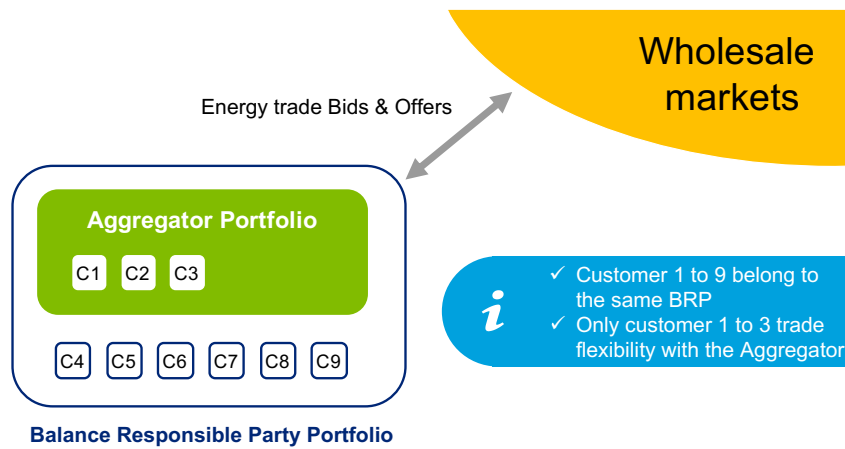 Wholesale
markets
Energy trade Bids & Offers
Aggregator Portfolio
C1 C2 C3
C4 C5 C6 C7 C8 C9
Balance Responsible Party Portfolio
i
✓ Customer 1 to 9 belong to
the same BRP
✓ Only customer 1 to 3 trade
flexibility with the Aggregator